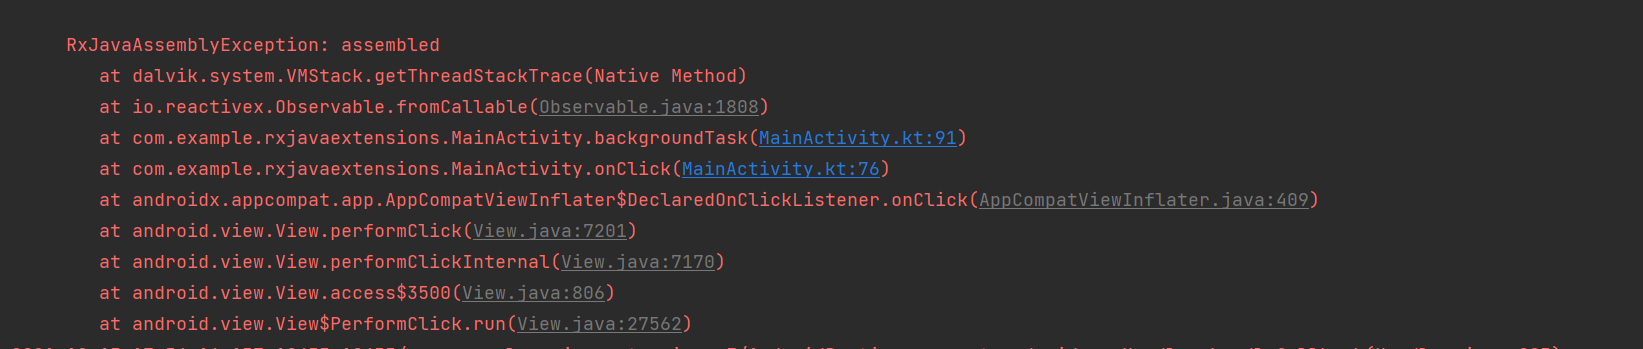 RxJavaAssemblyException: assembled
at dalvik.system.VMStack.getThreadStackTrace(Native Method)
at io.reactivex.Observable.fromCallable(Observable.java:1808)
at com.example.rxjavaextensions.MainActivity.backgroundTask(MainActivity.kt:91)
at com.example.rxjavaextensions.MainActivity.onClick(MainActivity.kt:76)
at androidx.appcompat.app.AppCompatViewInflater$DeclaredOnClickListener.onClick(AppCompatViewInflater.java:409)
at android.view.View.performClick(View.java:7201)
at android.view.View.performClickInternal(View.java:7170)
at android.view.View.access$3500(View.java:806)
at android.view.View$PerformClick.run(View.java:27562)